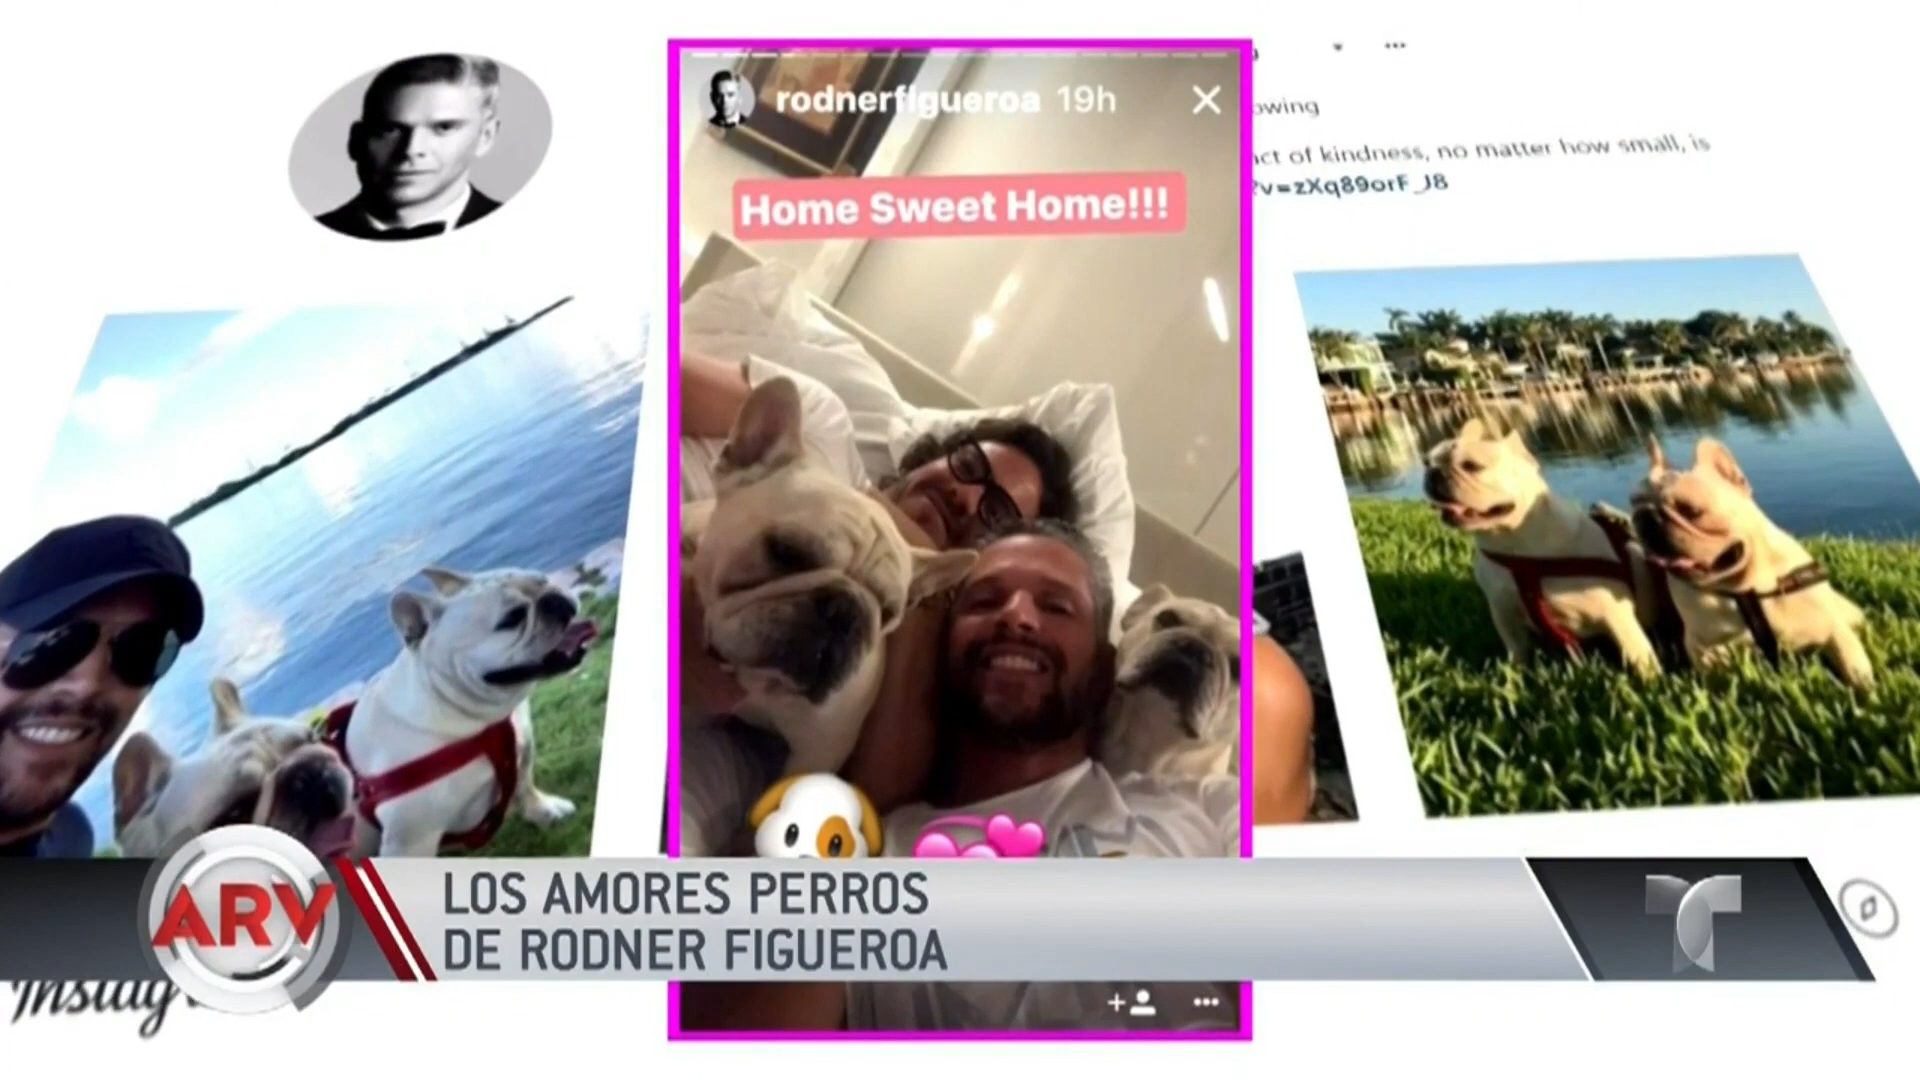 rodnerfigueroa 19h
owing
act of kindness, no matter how small, is
?v=zXq89orF_J8
Home Sweet Home!!!
ARV
LOS AMORES PERROS
DE RODNER FIGUEROA